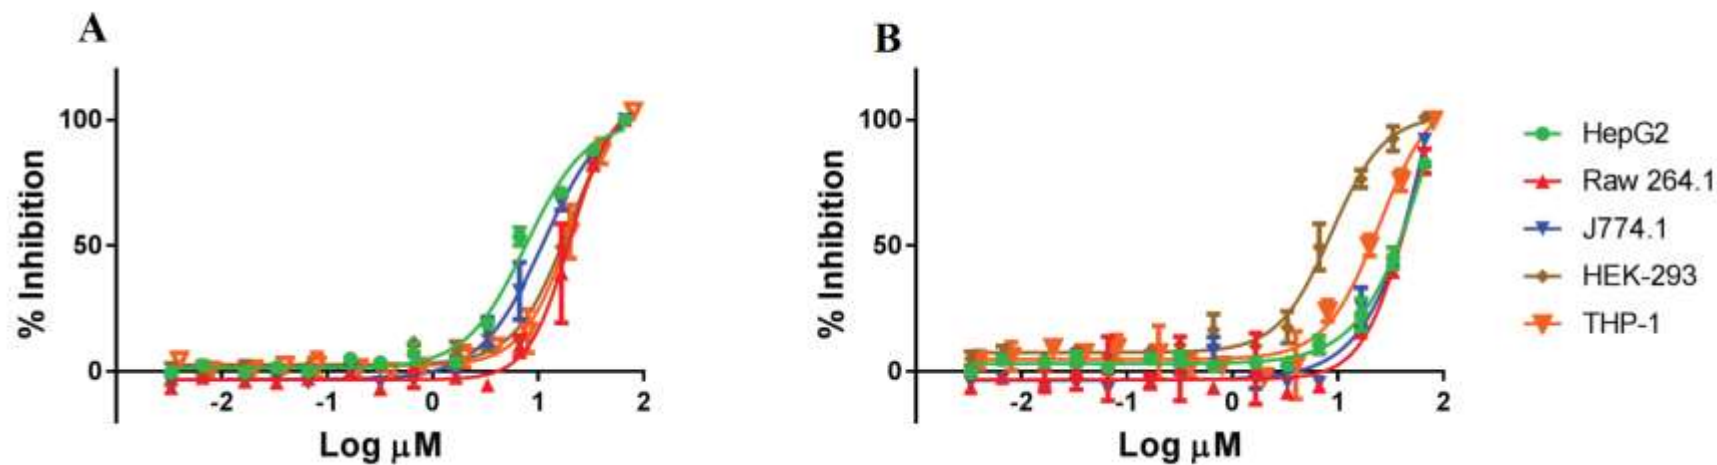 A
B
% Inhibition
100
50
0
-2 -1 0 1 2
Log µM
% Inhibition
100
50
0
-2 -1 0 1 2
Log µM
HepG2
Raw 264.1
J774.1
HEK-293
THP-1